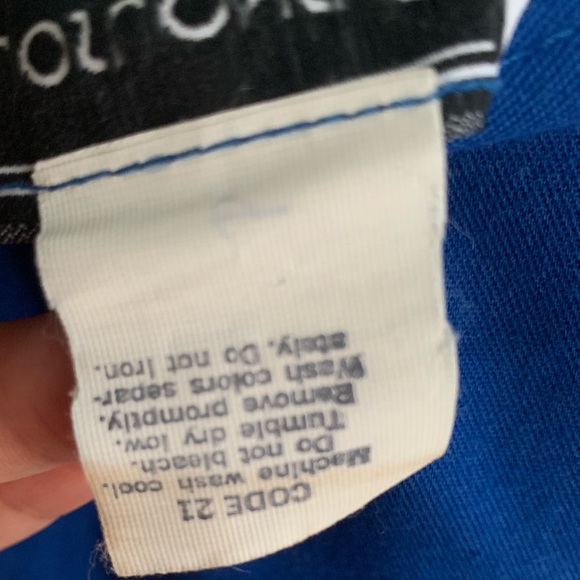 CODE 21
Machine wash cool.
Do not bleach.
Tumble dry low.
Remove promptly.
Wash colors separ-
ately. Do not Iron.